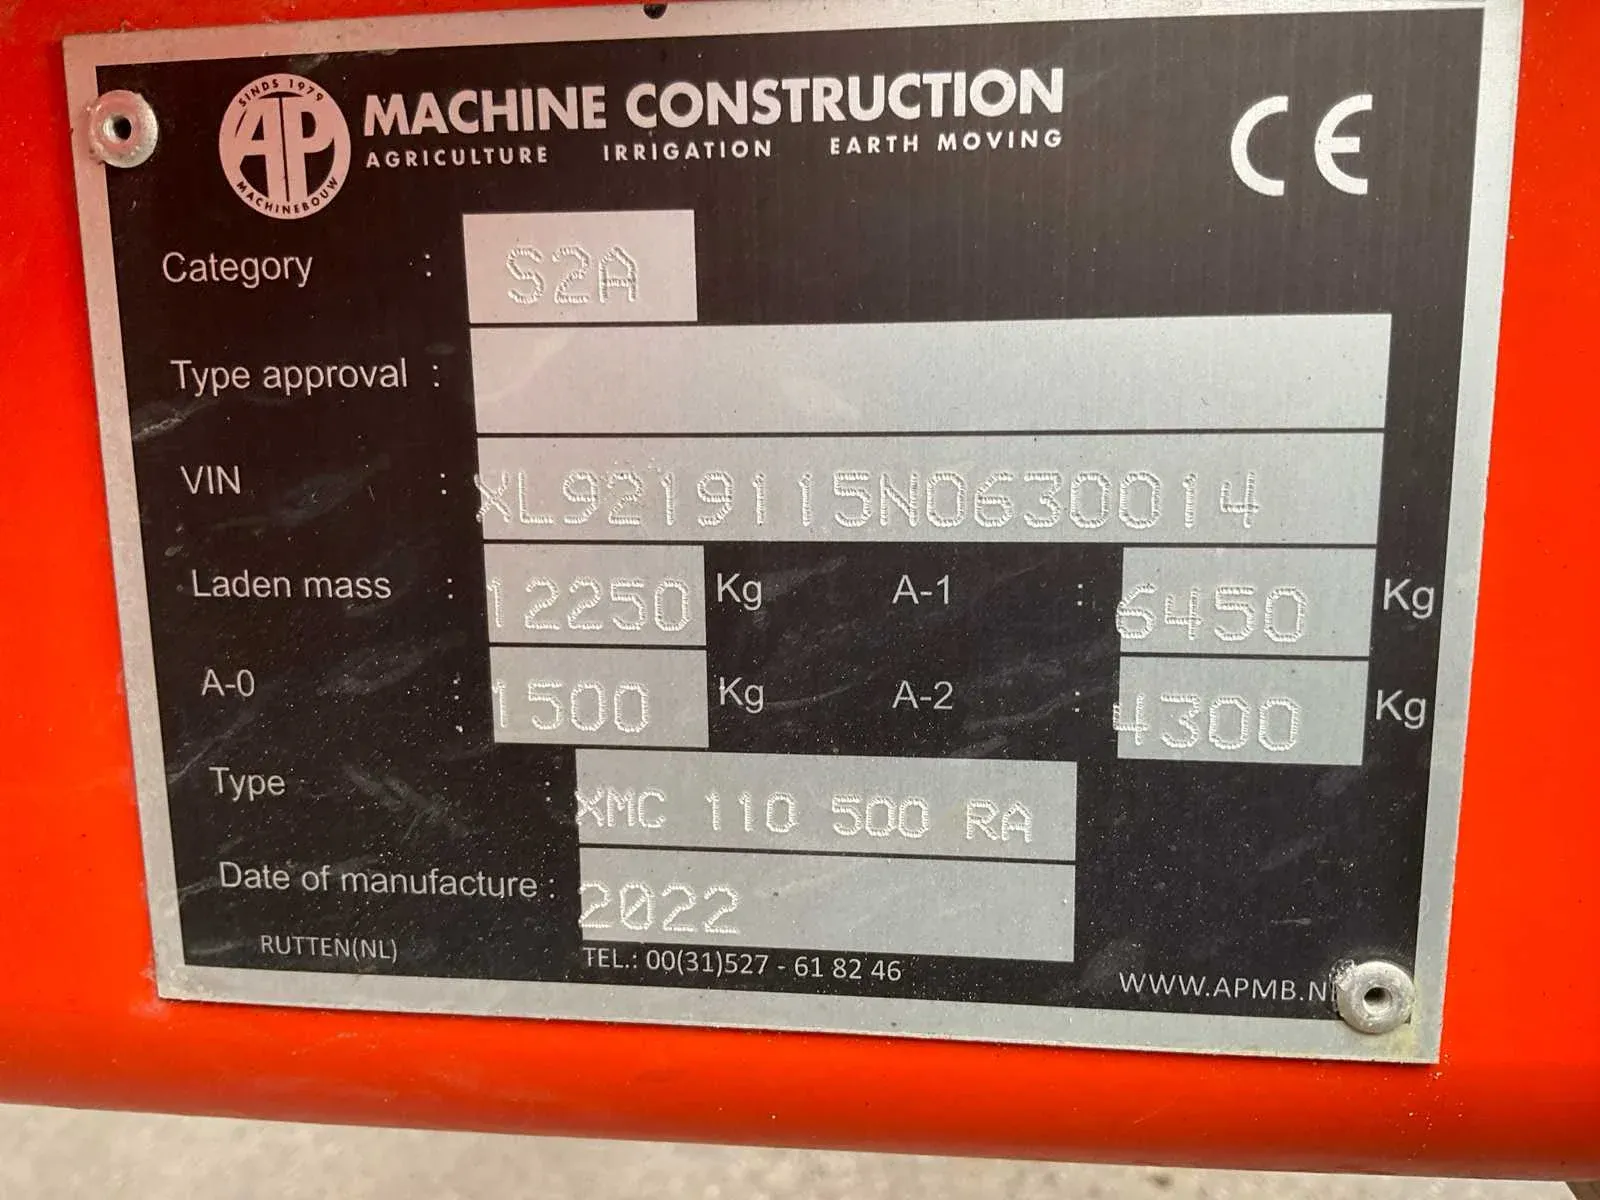 SINDS 1979
AP
MACHINEBOUW
MACHINE CONSTRUCTION
AGRICULTURE IRRIGATION EARTH MOVING
CE
Category : S2A
Type approval :
VIN : XL9219115N0630014
Laden mass : 12250 Kg A-1 : 6450 Kg
A-0 : 1500 Kg A-2 : 4300 Kg
Type : XMC 110 500 RA
Date of manufacture : 2022
RUTTEN(NL) TEL.: 00(31)527 - 61 82 46 WWW.APMB.N